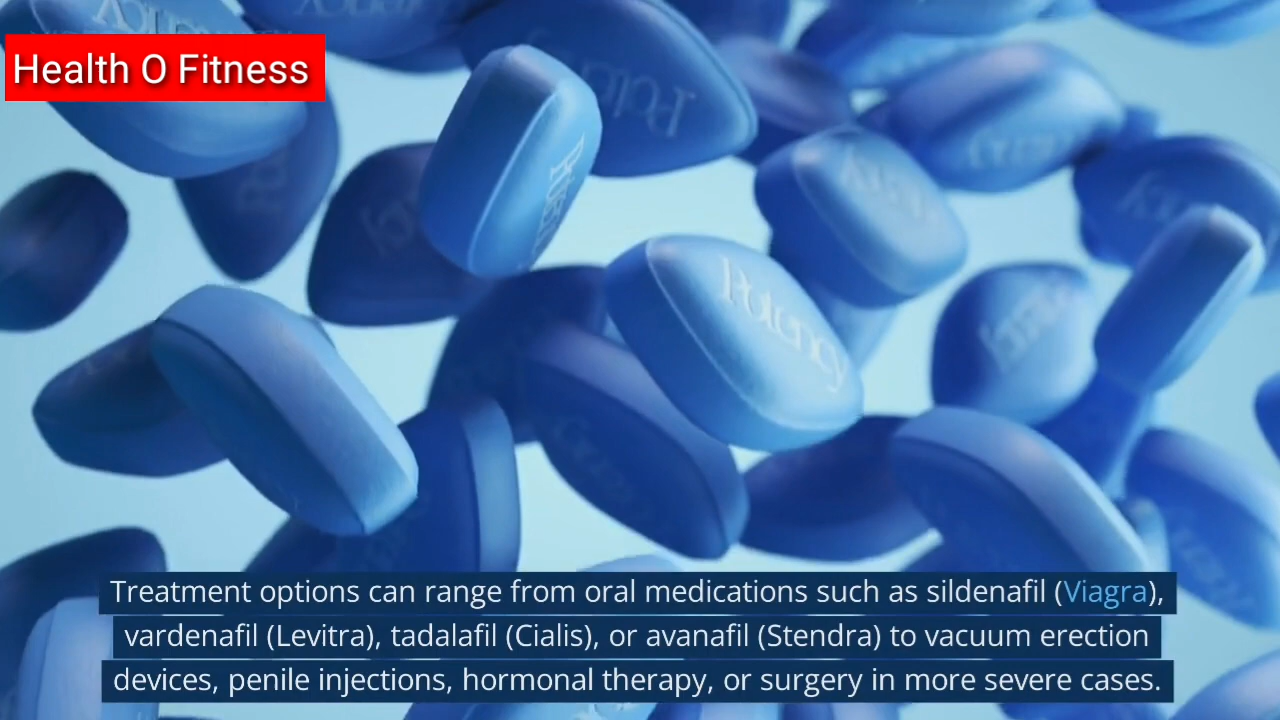 Health O Fitness
Potency
Treatment options can range from oral medications such as sildenafil (Viagra),
vardenafil (Levitra), tadalafil (Cialis), or avanafil (Stendra) to vacuum erection
devices, penile injections, hormonal therapy, or surgery in more severe cases.